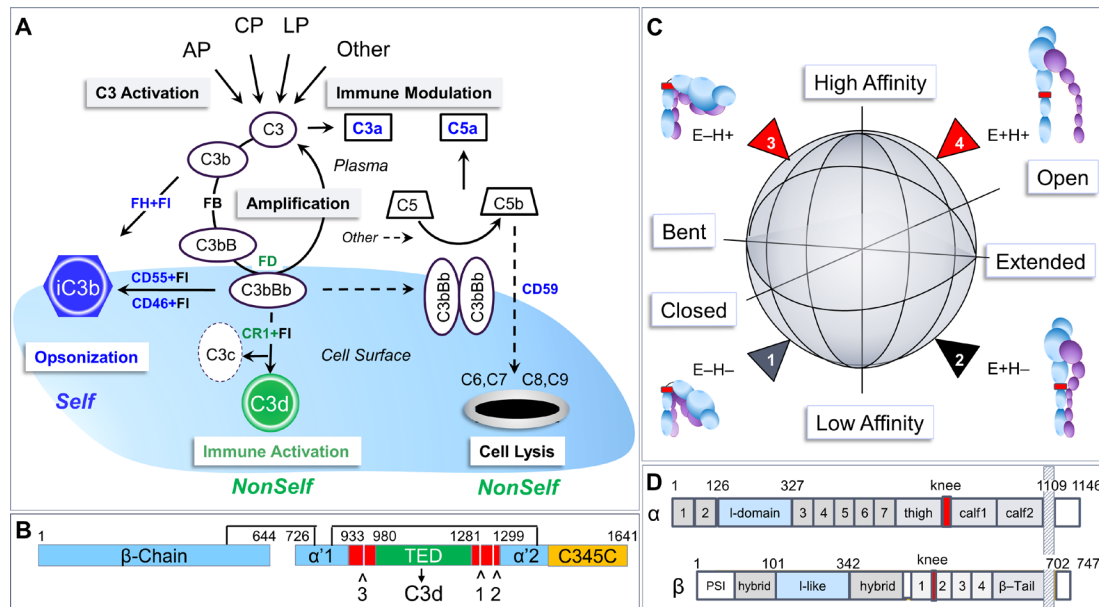 A
CP
LP
AP
Other
C3 Activation
Immune Modulation
C3
C3a
C5a
C3b
Plasma
FH+FI
FB
Amplification
C5
C5b
Other
C3bB
FD
iC3b
CD55+FI
CD46+FI
C3bBb
C3bBb
C3bBb
CD59
CR1+FI
C3c
Cell Surface
Opsonization
Self
C3d
C6,C7
C8,C9
Immune Activation
Cell Lysis
NonSelf
NonSelf
B
1
644
726
933
980
1281
1299
1641
β-Chain
α'1
TED
α'2
C345C
3
C3d
1
2
C
High Affinity
E–H+
3
4
E+H+
Open
Bent
Extended
Closed
E–H–
1
2
E+H–
Low Affinity
D
1
126
327
knee
1109
1146
α
1
2
I-domain
3
4
5
6
7
thigh
calf1
calf2
101
342
knee
702
747
β
PSI
hybrid
I-like
hybrid
1
2
3
4
β–Tail